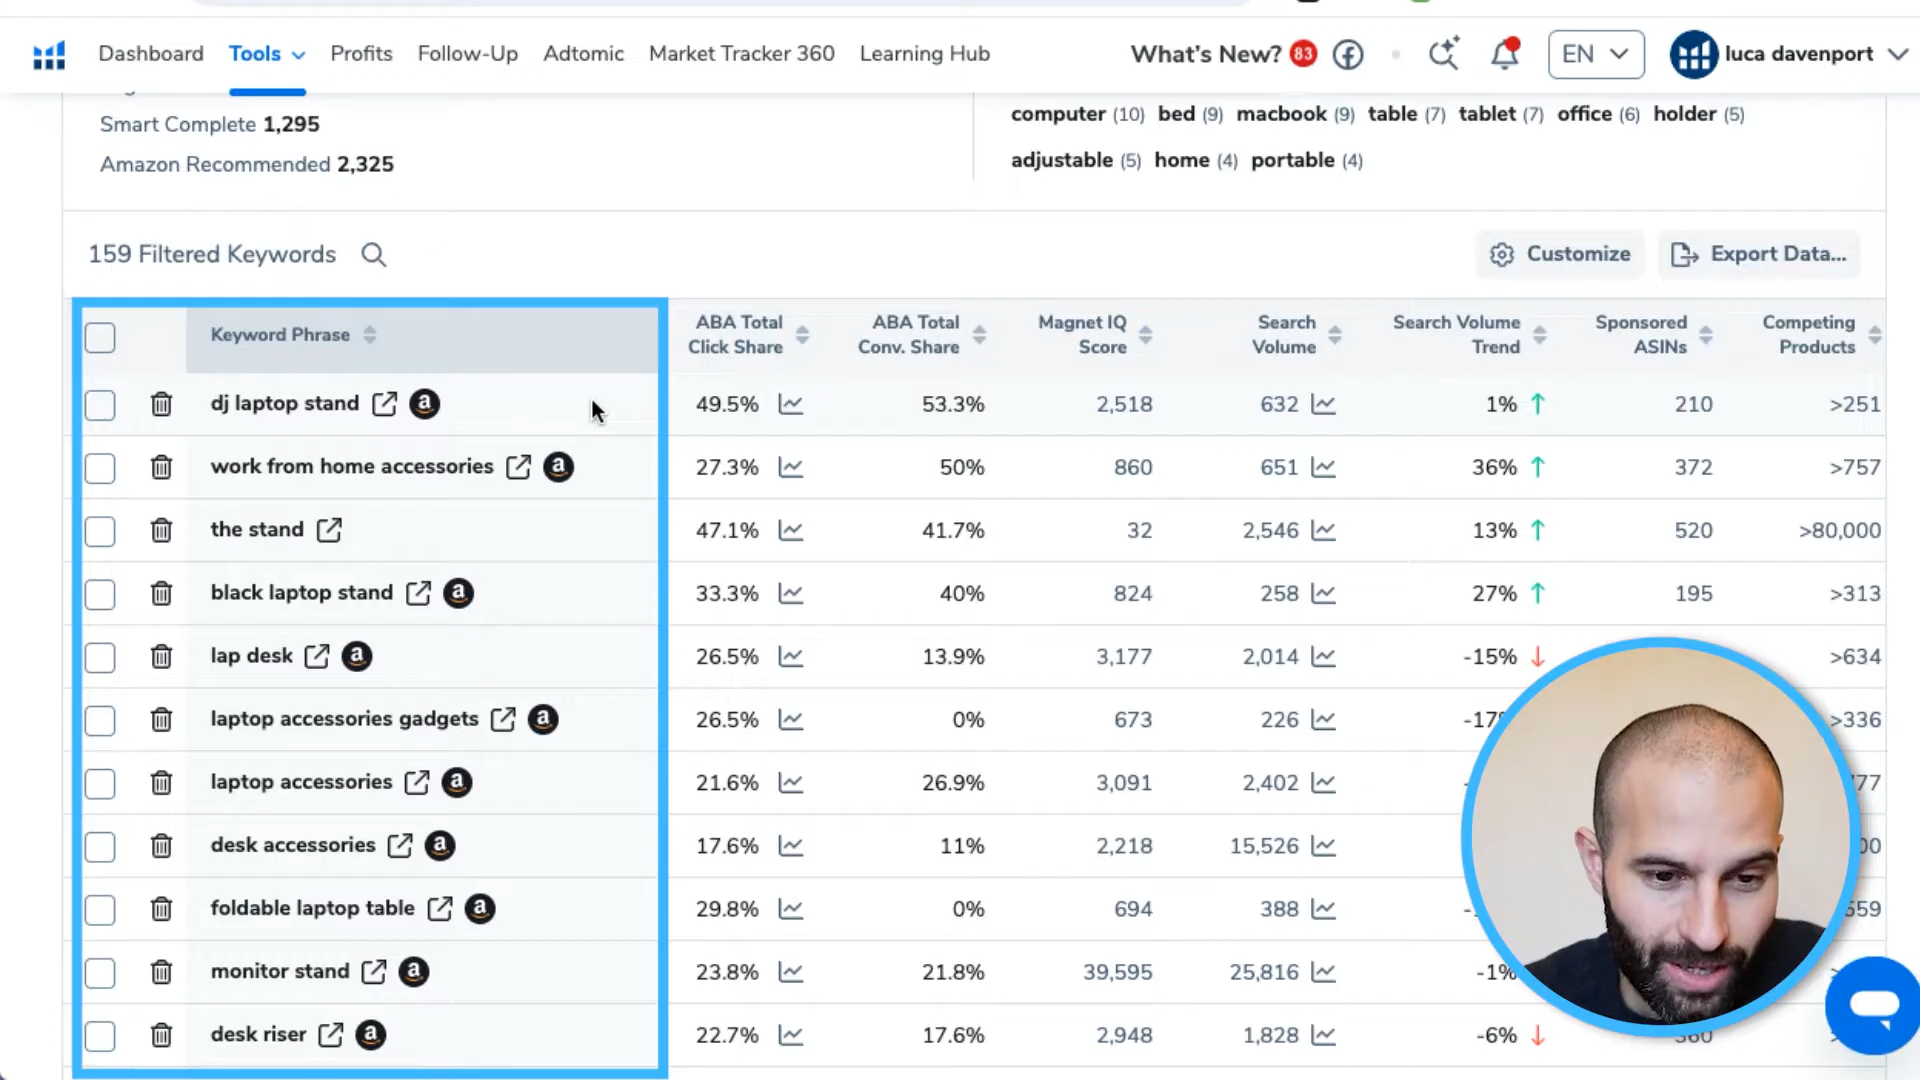 Dashboard Tools Profits Follow-Up Adtomic Market Tracker 360 Learning Hub What's New? 83 EN luca davenport
Smart Complete 1,295
Amazon Recommended 2,325
computer (10) bed (9) macbook (9) table (7) tablet (7) office (6) holder (5)
adjustable (5) home (4) portable (4)
159 Filtered Keywords Customize Export Data...
Keyword Phrase ABA Total Click Share ABA Total Conv. Share Magnet IQ Score Search Volume Search Volume Trend Sponsored ASINs Competing Products
dj laptop stand 49.5% 53.3% 2,518 632 1% 210 >251
work from home accessories 27.3% 50% 860 651 36% 372 >757
the stand 47.1% 41.7% 32 2,546 13% 520 >80,000
black laptop stand 33.3% 40% 824 258 27% 195 >313
lap desk 26.5% 13.9% 3,177 2,014 -15% >634
laptop accessories gadgets 26.5% 0% 673 226 >336
laptop accessories 21.6% 26.9% 3,091 2,402
desk accessories 17.6% 11% 2,218 15,526
foldable laptop table 29.8% 0% 694 388
monitor stand 23.8% 21.8% 39,595 25,816 -1%
desk riser 22.7% 17.6% 2,948 1,828 -6%